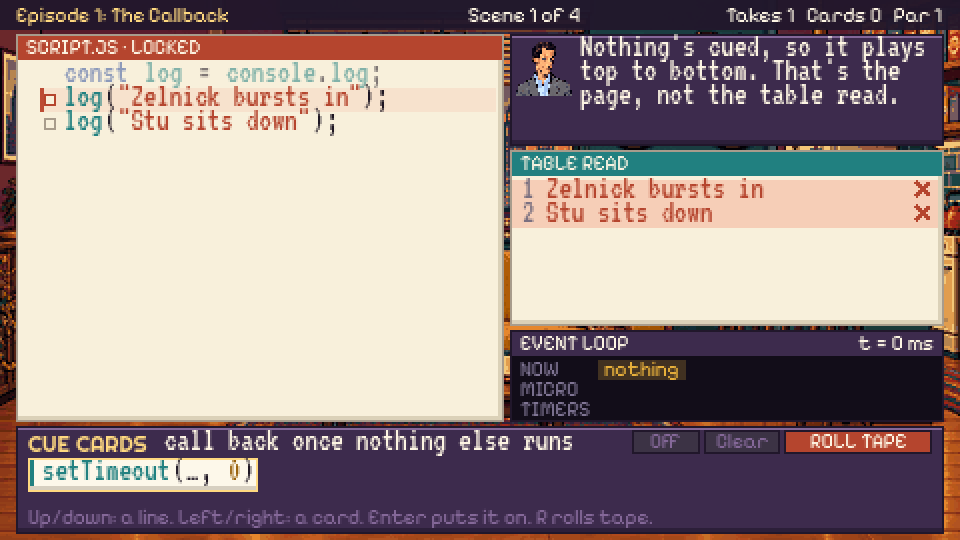 Episode 1: The Callback
Scene 1 of 4
Takes 1 Cards 0 Par 1
SCRIPT.JS · LOCKED
const log = console.log;
log("Zelnick bursts in");
log("Stu sits down");
Nothing's cued, so it plays
top to bottom. That's the
page, not the table read.
TABLE READ
1 Zelnick bursts in
2 Stu sits down
EVENT LOOP
t = 0 ms
NOW nothing
MICRO
TIMERS
CUE CARDS call back once nothing else runs
Off
Clear
ROLL TAPE
setTimeout(…, 0)
Up/down: a line. Left/right: a card. Enter puts it on. R rolls tape.